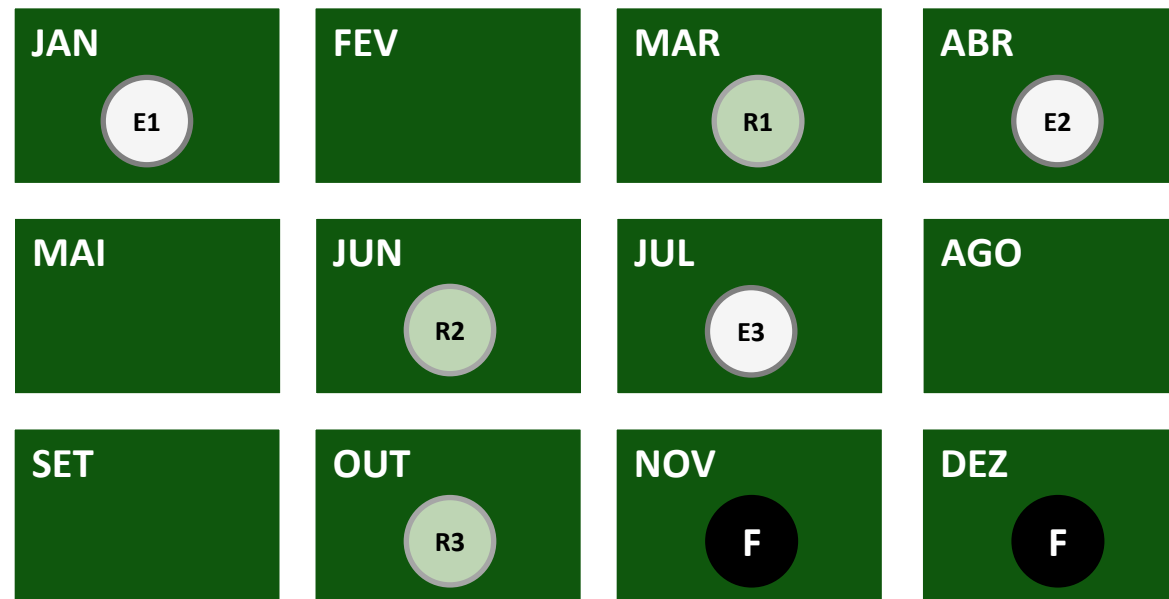 JAN
E1
FEV
MAR
R1
ABR
E2
MAI
JUN
R2
JUL
E3
AGO
SET
OUT
R3
NOV
F
DEZ
F